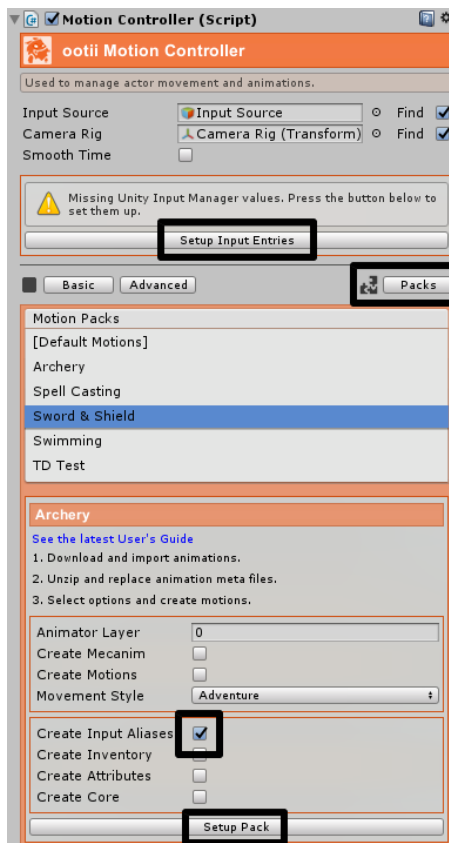 Motion Controller (Script)
ootii Motion Controller
Used to manage actor movement and animations.
Input Source Input Source Find
Camera Rig Camera Rig (Transform) Find
Smooth Time
Missing Unity Input Manager values. Press the button below to
set them up.
Setup Input Entries
Basic Advanced Packs
Motion Packs
[Default Motions]
Archery
Spell Casting
Sword & Shield
Swimming
TD Test
Archery
See the latest User's Guide
1. Download and import animations.
2. Unzip and replace animation meta files.
3. Select options and create motions.
Animator Layer 0
Create Mecanim
Create Motions
Movement Style Adventure
Create Input Aliases
Create Inventory
Create Attributes
Create Core
Setup Pack